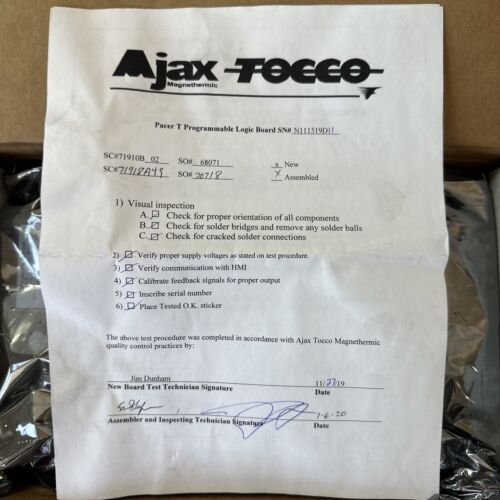 Ajax TOCCO
Magnethermic
Pacer T Programmable Logic Board SN# N111519D11
SC#71910B_02 SO#_68071 x New
SC#71918A49 SO# 70718 X Assembled
1) Visual inspection
A. Check for proper orientation of all components
B. Check for solder bridges and remove any solder balls
C. Check for cracked solder connections
2) Verify proper supply voltages as stated on test procedure.
3) Verify communication with HMI
4) Calibrate feedback signals for proper output
5) Inscribe serial number
6) Place Tested O.K. sticker
The above test procedure was completed in accordance with Ajax Tocco Magnethermic
quality control practices by:
Jim Dunham 11/27/19
New Board Test Technician Signature Date
1-6-20
Assembler and Inspecting Technician Signature Date